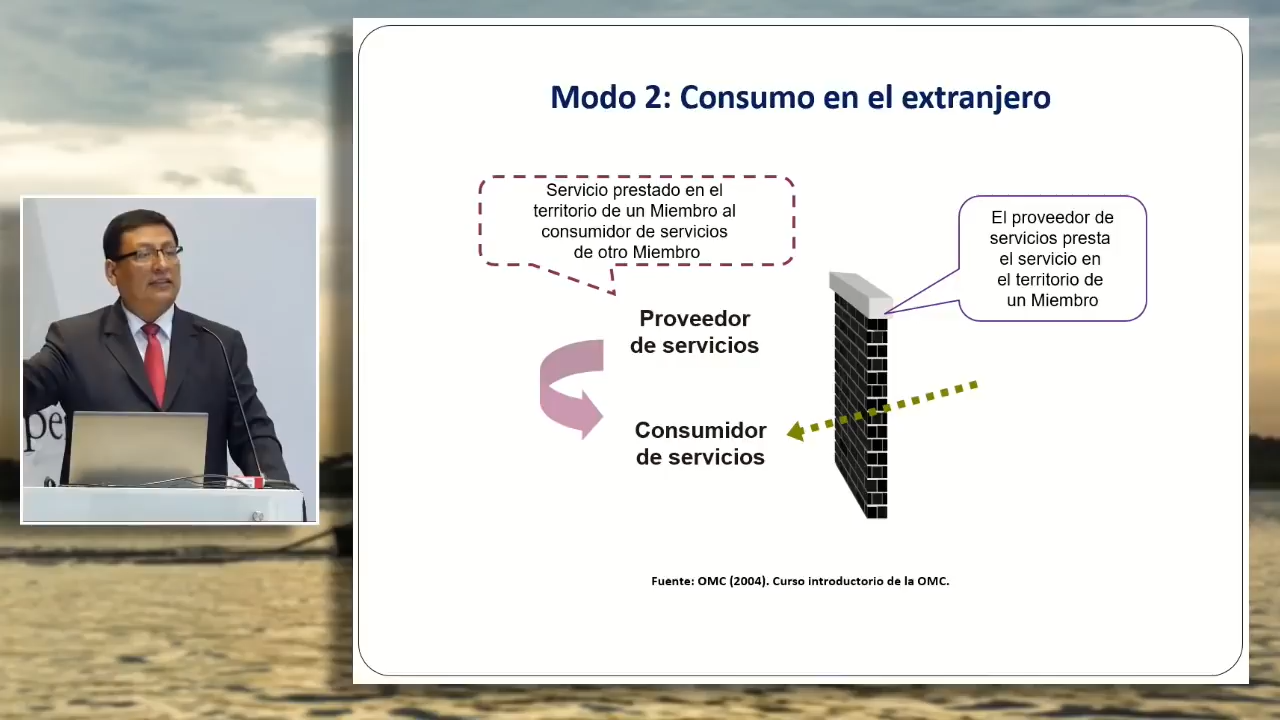 Modo 2: Consumo en el extranjero
Servicio prestado en el
territorio de un Miembro al
consumidor de servicios
de otro Miembro
El proveedor de
servicios presta
el servicio en
el territorio de
un Miembro
Proveedor
de servicios
Consumidor
de servicios
Fuente: OMC (2004). Curso introductorio de la OMC.
pe